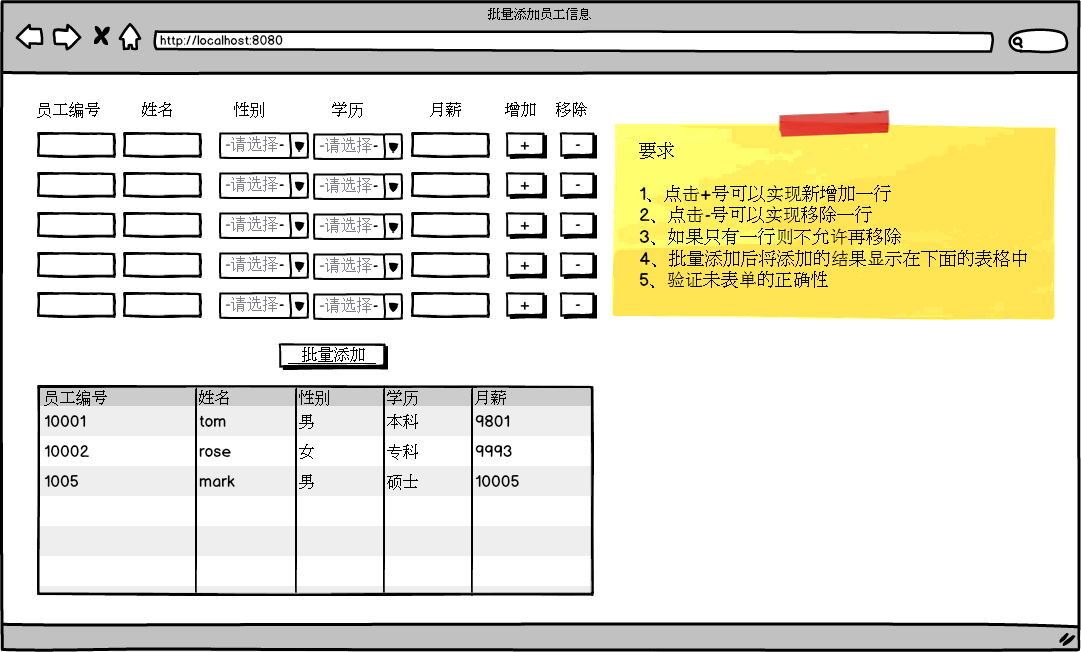 批量添加员工信息
http://localhost:8080
员工编号 姓名 性别 学历 月薪 增加 移除
-请选择- -请选择- + -
-请选择- -请选择- + -
-请选择- -请选择- + -
-请选择- -请选择- + -
-请选择- -请选择- + -
批量添加
员工编号 姓名 性别 学历 月薪
10001 tom 男 本科 9801
10002 rose 女 专科 9993
1005 mark 男 硕士 10005
要求
1、点击+号可以实现新增加一行
2、点击-号可以实现移除一行
3、如果只有一行则不允许再移除
4、批量添加后将添加的结果显示在下面的表格中
5、验证未表单的正确性